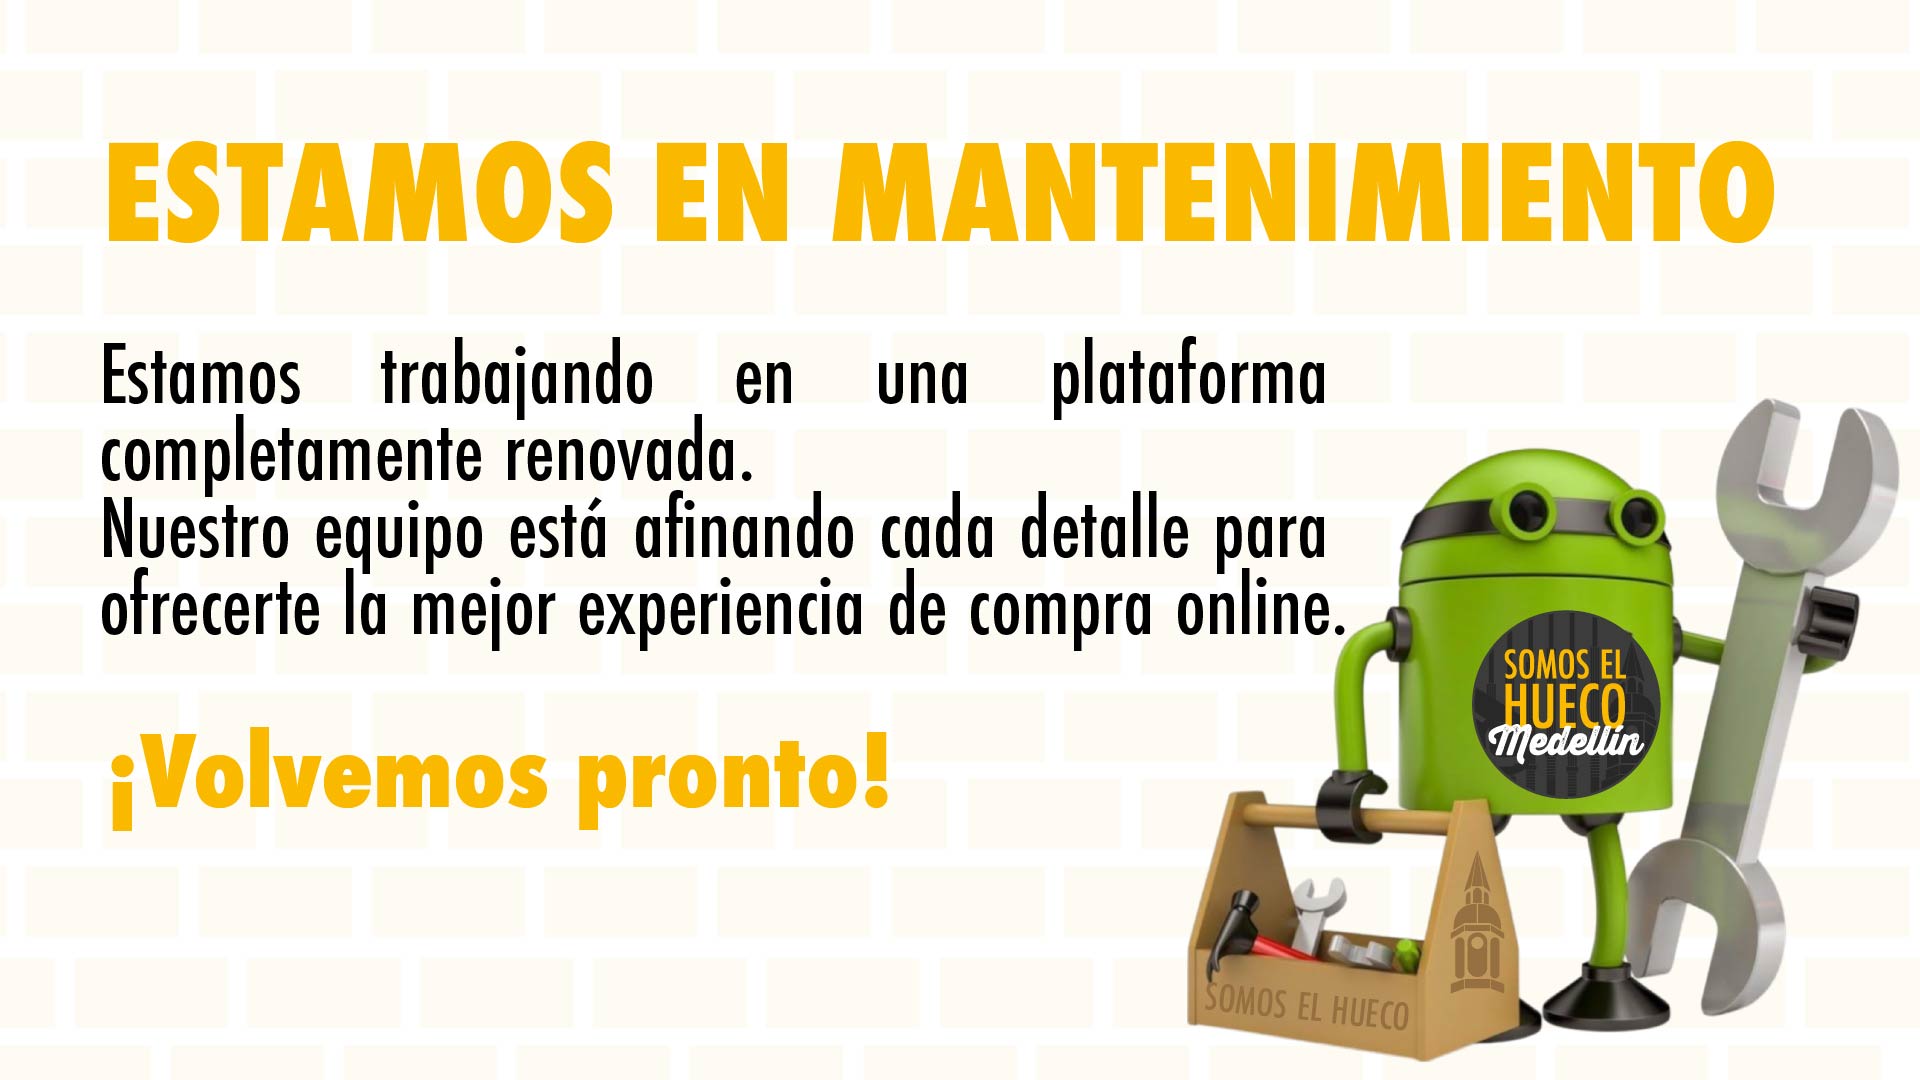 ESTAMOS EN MANTENIMIENTO
Estamos trabajando en una plataforma
completamente renovada.
Nuestro equipo está afinando cada detalle para
ofrecerte la mejor experiencia de compra online.
¡Volvemos pronto!
SOMOS EL
HUECO
Medellín
SOMOS EL HUECO